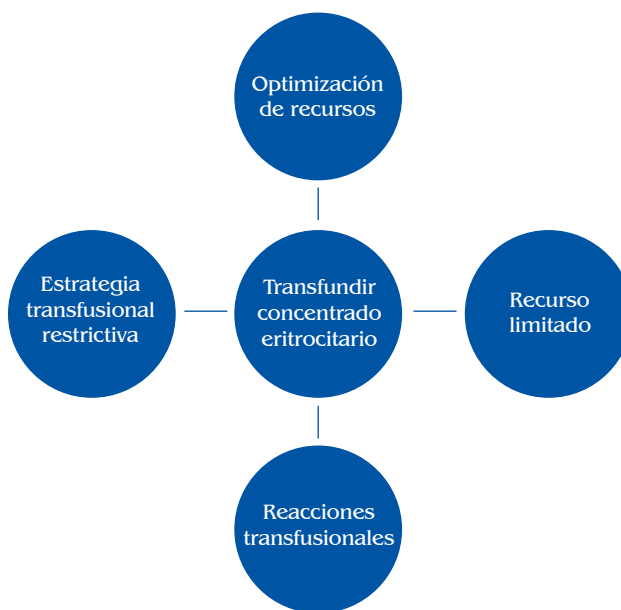 Optimización
de recursos
Estrategia
transfusional
restrictiva
Transfundir
concentrado
eritrocitario
Recurso
limitado
Reacciones
transfusionales